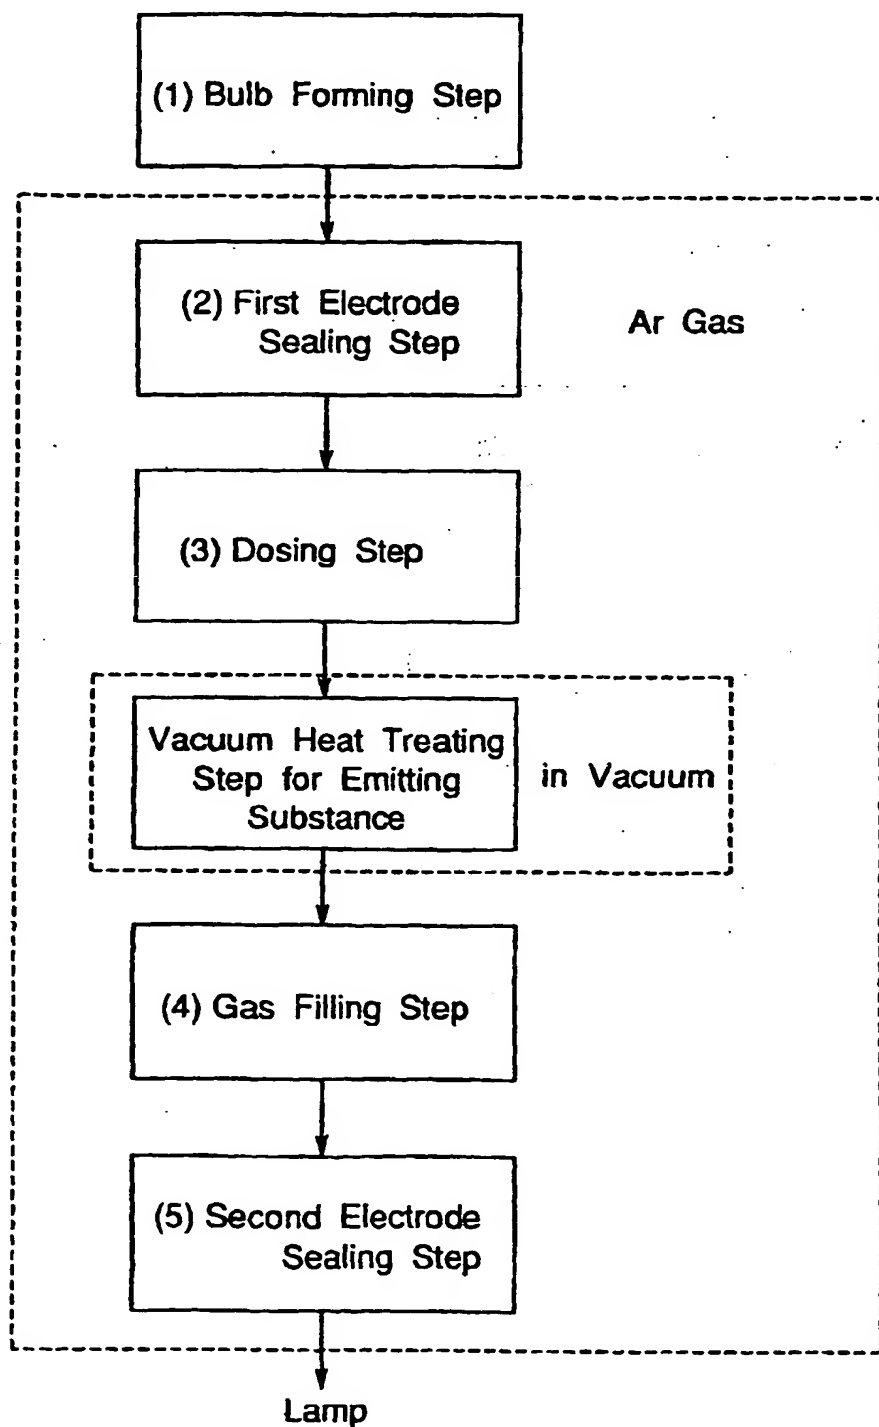 (1) Bulb Forming Step
(2) First Electrode
Sealing Step
Ar Gas
(3) Dosing Step
Vacuum Heat Treating
Step for Emitting
Substance
in Vacuum
(4) Gas Filling Step
(5) Second Electrode
Sealing Step
Lamp